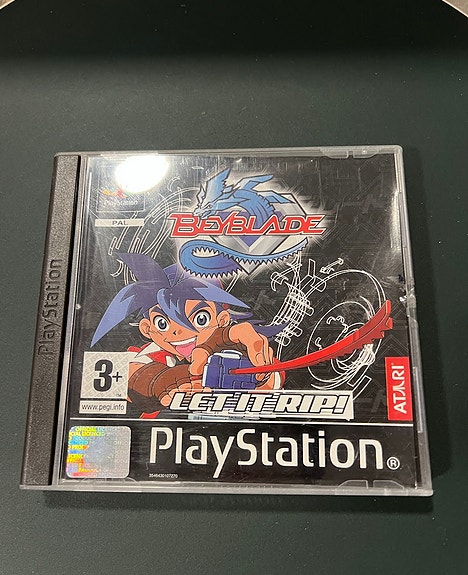 PlayStation
PlayStation
PAL
BEYBLADE
3+
www.pegi.info
LET IT RIP!
ATARI
PlayStation®